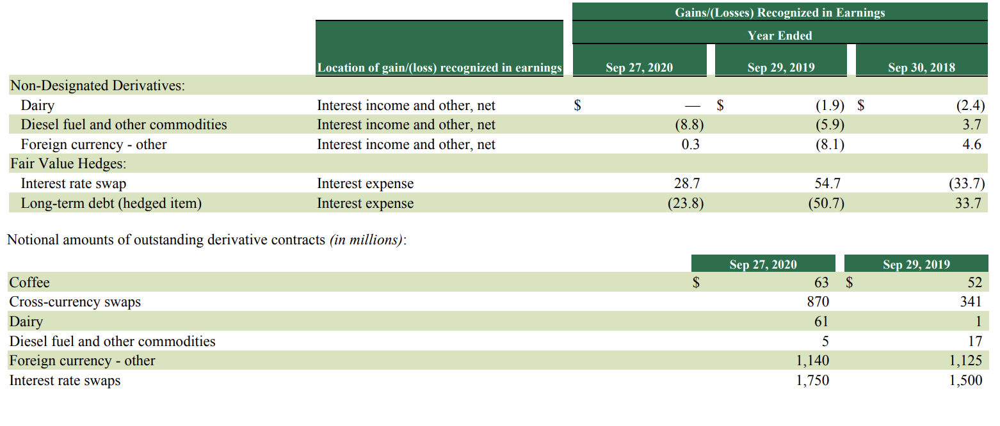 Gains/(Losses) Recognized in Earnings
Year Ended
Location of gain/(loss) recognized in earnings Sep 27, 2020 Sep 29, 2019 Sep 30, 2018
Non-Designated Derivatives:
Dairy Interest income and other, net $ — $ (1.9) $ (2.4)
Diesel fuel and other commodities Interest income and other, net (8.8) (5.9) 3.7
Foreign currency - other Interest income and other, net 0.3 (8.1) 4.6
Fair Value Hedges:
Interest rate swap Interest expense 28.7 54.7 (33.7)
Long-term debt (hedged item) Interest expense (23.8) (50.7) 33.7
Notional amounts of outstanding derivative contracts (in millions):
Sep 27, 2020 Sep 29, 2019
Coffee $ 63 $ 52
Cross-currency swaps 870 341
Dairy 61 1
Diesel fuel and other commodities 5 17
Foreign currency - other 1,140 1,125
Interest rate swaps 1,750 1,500